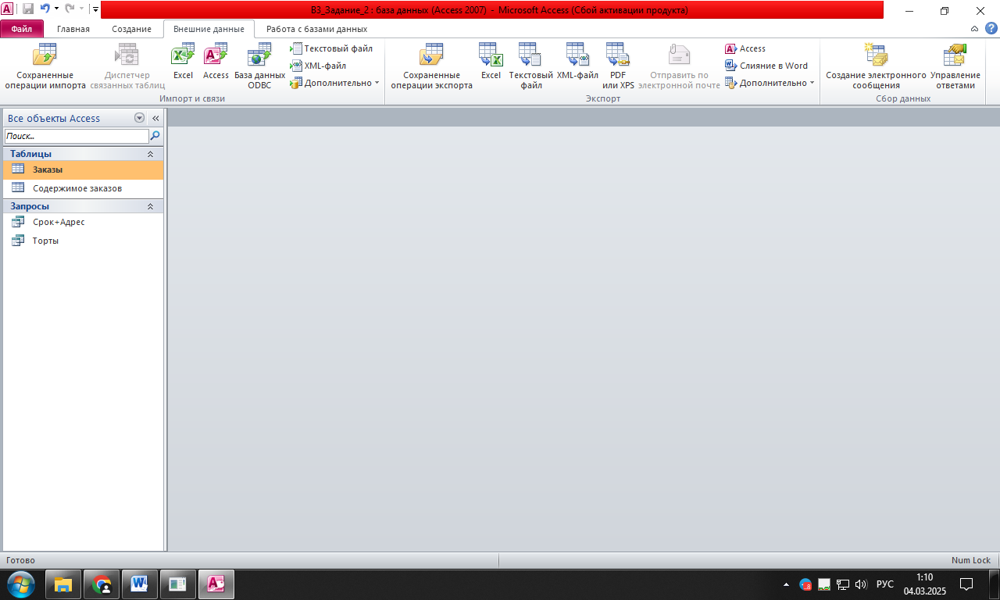 B3_Задание_2 : база данных (Access 2007) - Microsoft Access (Сбой активации продукта)
Файл Главная Создание Внешние данные Работа с базами данных
Сохраненные операции импорта
Диспетчер связанных таблиц
Excel
Access
База данных ODBC
Текстовый файл
XML-файл
Дополнительно
Импорт и связи
Сохраненные операции экспорта
Excel
Текстовый файл
XML-файл
PDF или XPS
Отправить по электронной почте
Access
Слияние в Word
Дополнительно
Экспорт
Создание электронного сообщения
Управление ответами
Сбор данных
Все объекты Access
Поиск...
Таблицы
Заказы
Содержимое заказов
Запросы
Срок+Адрес
Торты
Готово
Num Lock
РУС
1:10
04.03.2025